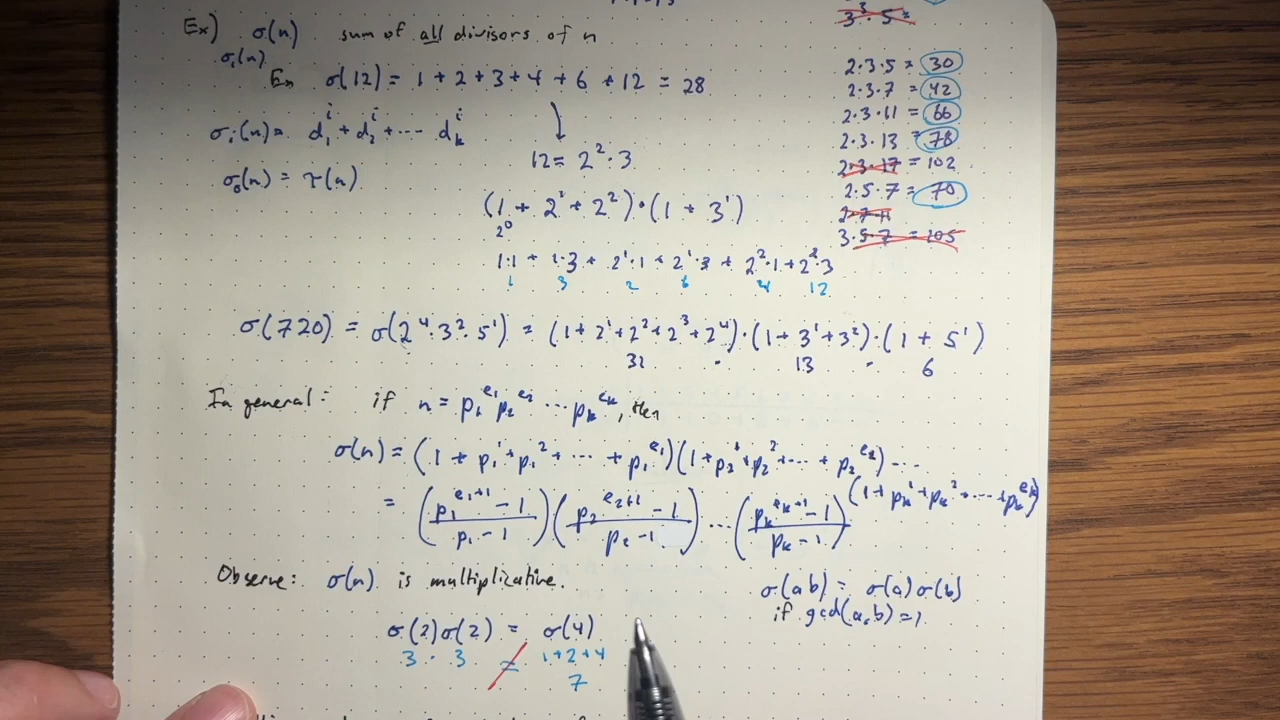 3³·5 =
Ex) σ(n) sum of all divisors of n
σ₁(n)
Ex σ(12) = 1 + 2 + 3 + 4 + 6 + 12 = 28
σᵢ(n) = d₁ⁱ + d₂ⁱ + ··· dₖⁱ
12 = 2²·3
σ₀(n) = τ(n)
(1 + 2¹ + 2²)·(1 + 3¹)
2⁰
1·1 + 1·3 + 2¹·1 + 2¹·3 + 2²·1 + 2²·3
1 3 2 6 4 12
2·3·5 = 30
2·3·7 = 42
2·3·11 = 66
2·3·13 = 78
2·3·17 = 102
2·5·7 = 70
2·7·11
3·5·7 = 105
σ(720) = σ(2⁴·3²·5¹) = (1 + 2¹ + 2² + 2³ + 2⁴)·(1 + 3¹ + 3²)·(1 + 5¹)
31 · 13 · 6
In general: if n = p₁^e₁ p₂^e₂ ··· pₖ^eₖ, then
σ(n) = (1 + p₁¹ + p₁² + ··· + p₁^e₁)(1 + p₂¹ + p₂² + ··· + p₂^e₂) ···
(1 + pₖ¹ + pₖ² + ··· + pₖ^eₖ)
= ((p₁^(e₁+1) − 1)/(p₁ − 1)) ((p₂^(e₂+1) − 1)/(p₂ − 1)) ··· ((pₖ^(eₖ+1) − 1)/(pₖ − 1))
Observe: σ(n) is multiplicative.
σ(ab) = σ(a)σ(b)
if gcd(a,b) = 1
σ(2)σ(2) = σ(4)
3 · 3 ≠ 1+2+4
7